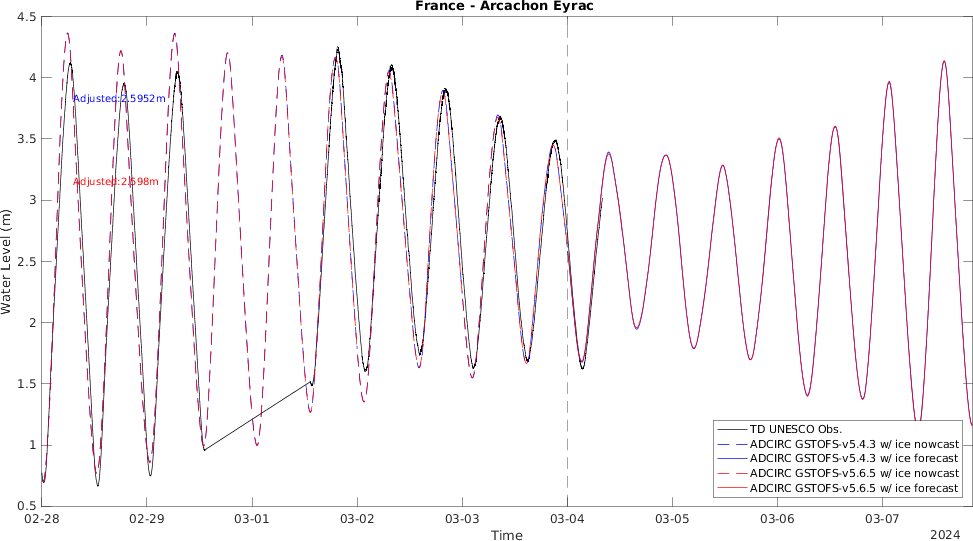 France - Arcachon Eyrac
4.5
4
3.5
3
2.5
2
1.5
1
0.5
Water Level (m)
Adjusted:2.5952m
Adjusted:2.598m
TD UNESCO Obs.
ADCIRC GSTOFS-v5.4.3 w/ ice nowcast
ADCIRC GSTOFS-v5.4.3 w/ ice forecast
ADCIRC GSTOFS-v5.6.5 w/ ice nowcast
ADCIRC GSTOFS-v5.6.5 w/ ice forecast
02-28 02-29 03-01 03-02 03-03 03-04 03-05 03-06 03-07
Time
2024